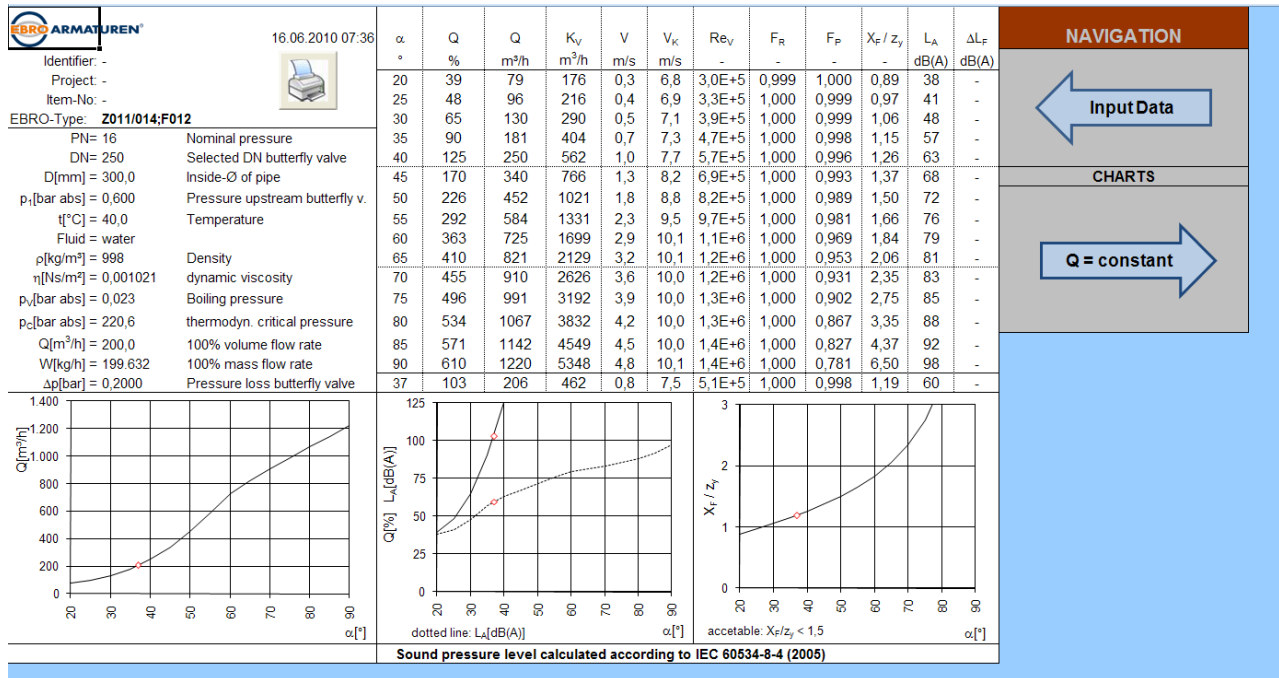 EBRO ARMATUREN®
16.06.2010 07:36
Identifier: -
Project: -
Item-No: -
EBRO-Type: Z011/014;F012
PN= 16 Nominal pressure
DN= 250 Selected DN butterfly valve
D[mm] = 300,0 Inside-Ø of pipe
p₁[bar abs] = 0,600 Pressure upstream butterfly v.
t[°C] = 40,0 Temperature
Fluid = water
ρ[kg/m³] = 998 Density
η[Ns/m²] = 0,001021 dynamic viscosity
pᵥ[bar abs] = 0,023 Boiling pressure
p_C[bar abs] = 220,6 thermodyn. critical pressure
Q[m³/h] = 200,0 100% volume flow rate
W[kg/h] = 199.632 100% mass flow rate
Δp[bar] = 0,2000 Pressure loss butterfly valve
α Q Q K_V V V_K Re_V F_R F_P X_F / z_y L_A ΔL_F
° % m³/h m³/h m/s m/s - - - - dB(A) dB(A)
20 39 79 176 0,3 6,8 3,0E+5 0,999 1,000 0,89 38 -
25 48 96 216 0,4 6,9 3,3E+5 1,000 0,999 0,97 41 -
30 65 130 290 0,5 7,1 3,9E+5 1,000 0,999 1,06 48 -
35 90 181 404 0,7 7,3 4,7E+5 1,000 0,998 1,15 57 -
40 125 250 562 1,0 7,7 5,7E+5 1,000 0,996 1,26 63 -
45 170 340 766 1,3 8,2 6,9E+5 1,000 0,993 1,37 68 -
50 226 452 1021 1,8 8,8 8,2E+5 1,000 0,989 1,50 72 -
55 292 584 1331 2,3 9,5 9,7E+5 1,000 0,981 1,66 76 -
60 363 725 1699 2,9 10,1 1,1E+6 1,000 0,969 1,84 79 -
65 410 821 2129 3,2 10,1 1,2E+6 1,000 0,953 2,06 81 -
70 455 910 2626 3,6 10,0 1,2E+6 1,000 0,931 2,35 83 -
75 496 991 3192 3,9 10,0 1,3E+6 1,000 0,902 2,75 85 -
80 534 1067 3832 4,2 10,0 1,3E+6 1,000 0,867 3,35 88 -
85 571 1142 4549 4,5 10,0 1,4E+6 1,000 0,827 4,37 92 -
90 610 1220 5348 4,8 10,1 1,4E+6 1,000 0,781 6,50 98 -
37 103 206 462 0,8 7,5 5,1E+5 1,000 0,998 1,19 60 -
NAVIGATION
Input Data
CHARTS
Q = constant
Q[m³/h]
1.400
1.200
1.000
800
600
400
200
0
20 30 40 50 60 70 80 90
α[°]
Q[%] L_A[dB(A)]
125
100
75
50
25
0
20 30 40 50 60 70 80 90
dotted line: L_A[dB(A)] α[°]
X_F / z_y
3
2
1
0
20 30 40 50 60 70 80 90
accetable: X_F/z_y < 1,5 α[°]
Sound pressure level calculated according to IEC 60534-8-4 (2005)